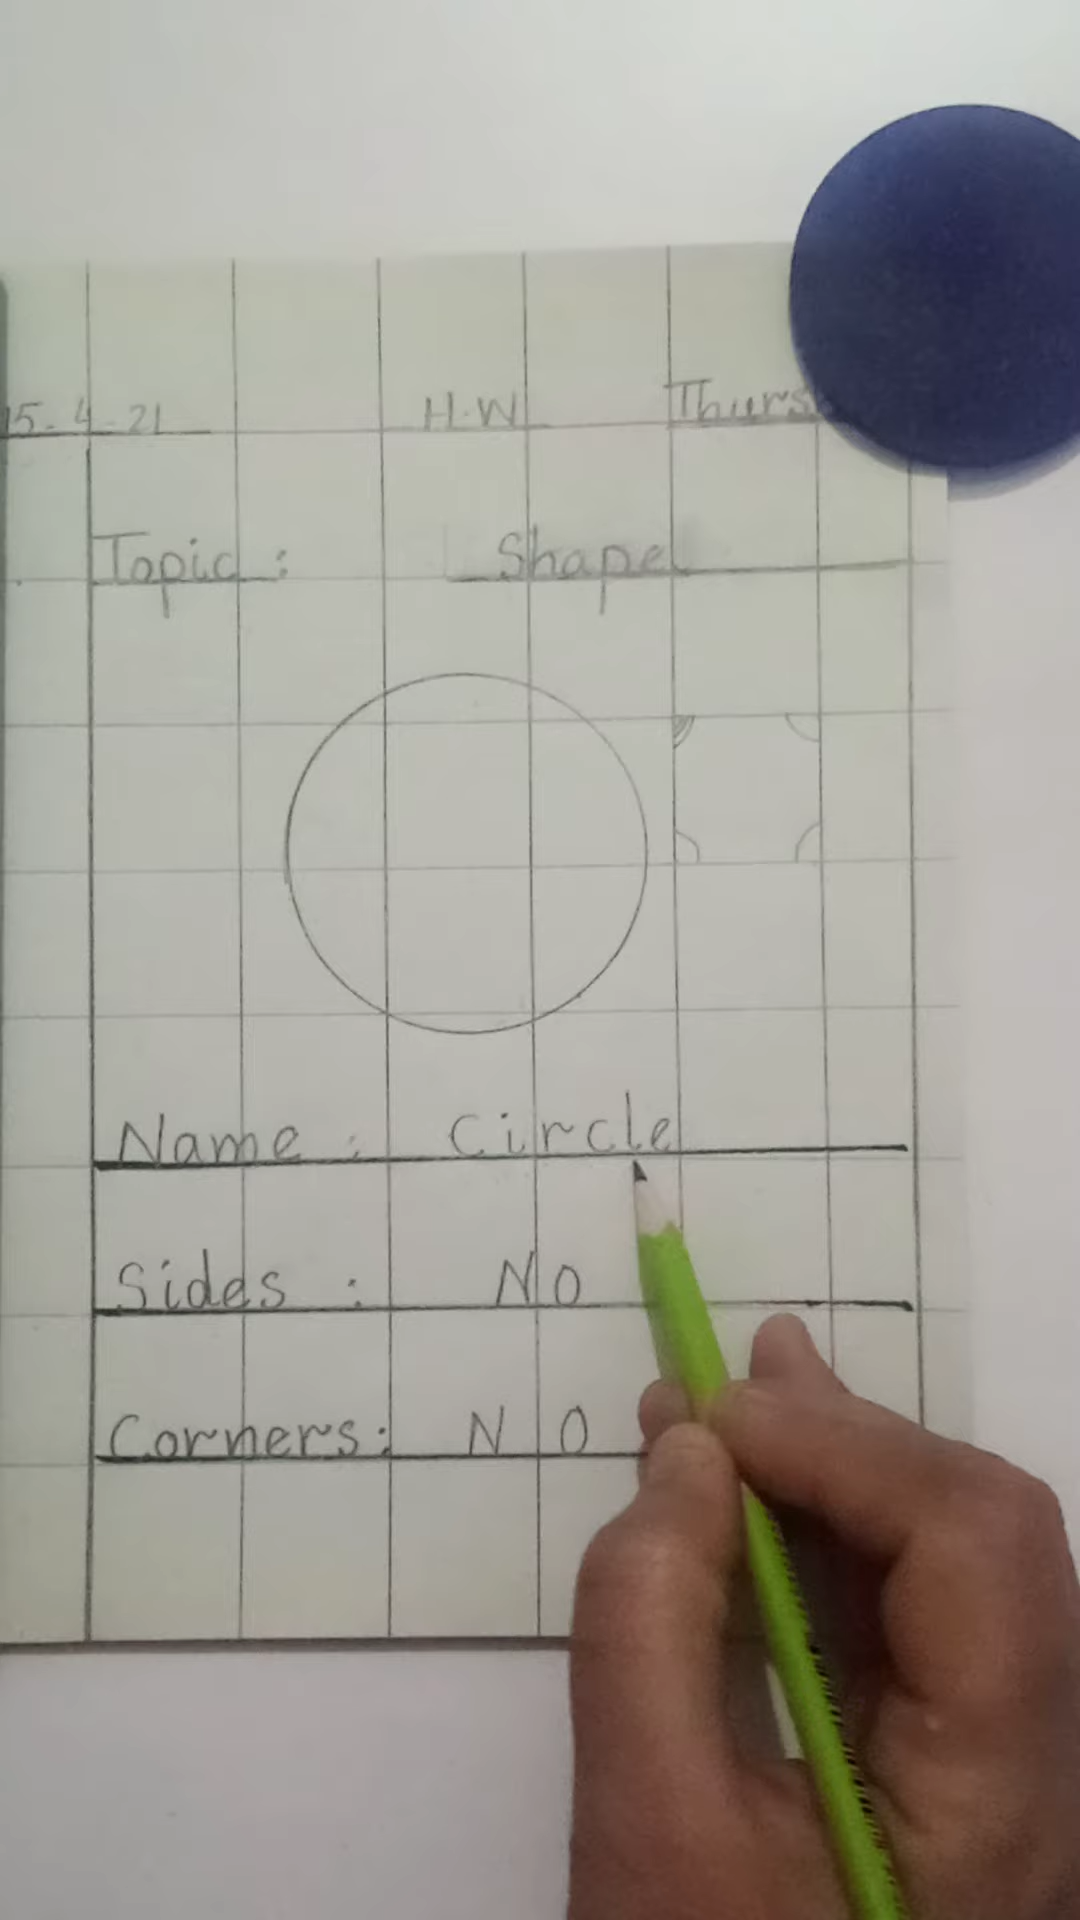 15-4-21 H.W Thurs
Topic : Shape
Name : Circle
Sides : NO
Corners: NO